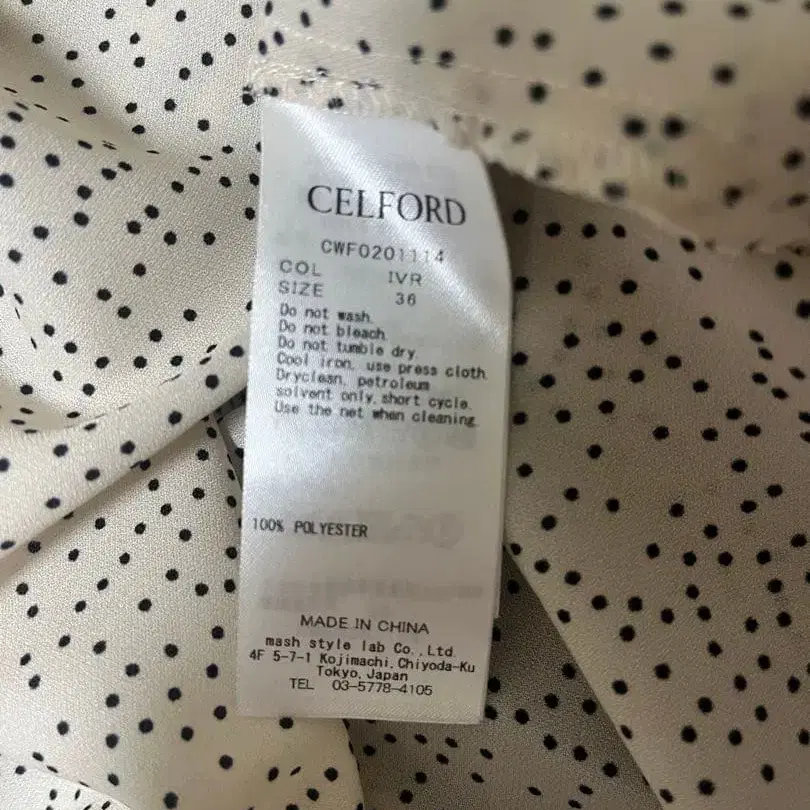 CELFORD
CWF0201114
COL IVR
SIZE 36
Do not wash.
Do not bleach.
Do not tumble dry.
Cool iron, use press cloth.
Dryclean, petroleum
solvent only, short cycle.
Use the net when cleaning.
100% POLYESTER
MADE IN CHINA
mash style lab Co.,Ltd.
4F 5-7-1 Kojimachi,Chiyoda-Ku
Tokyo,Japan
TEL 03-5778-4105